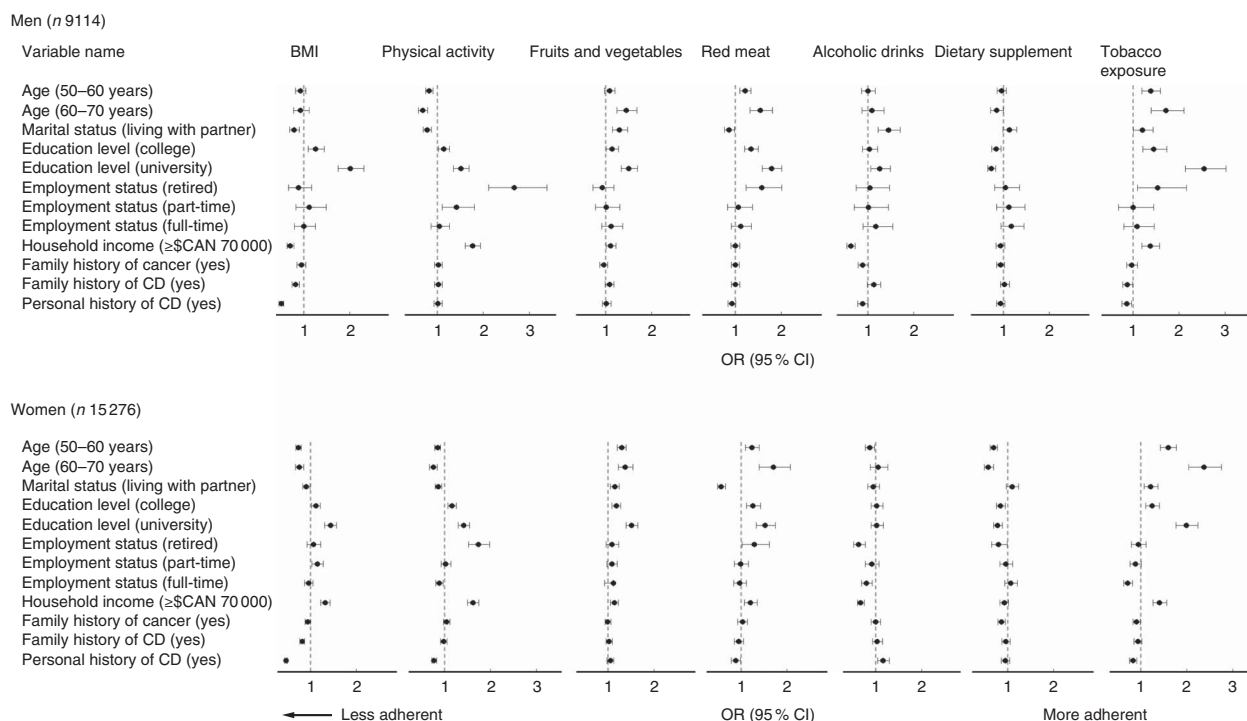 Men (n 9114)
Variable name BMI Physical activity Fruits and vegetables Red meat Alcoholic drinks Dietary supplement Tobacco exposure
Age (50–60 years)
Age (60–70 years)
Marital status (living with partner)
Education level (college)
Education level (university)
Employment status (retired)
Employment status (part-time)
Employment status (full-time)
Household income (≥$CAN 70 000)
Family history of cancer (yes)
Family history of CD (yes)
Personal history of CD (yes)
1 2 1 2 3 1 2 1 2 1 2 1 2 1 2 3
OR (95 % CI)
Women (n 15 276)
Age (50–60 years)
Age (60–70 years)
Marital status (living with partner)
Education level (college)
Education level (university)
Employment status (retired)
Employment status (part-time)
Employment status (full-time)
Household income (≥$CAN 70 000)
Family history of cancer (yes)
Family history of CD (yes)
Personal history of CD (yes)
1 2 1 2 3 1 2 1 2 1 2 1 2 1 2 3
Less adherent OR (95 % CI) More adherent